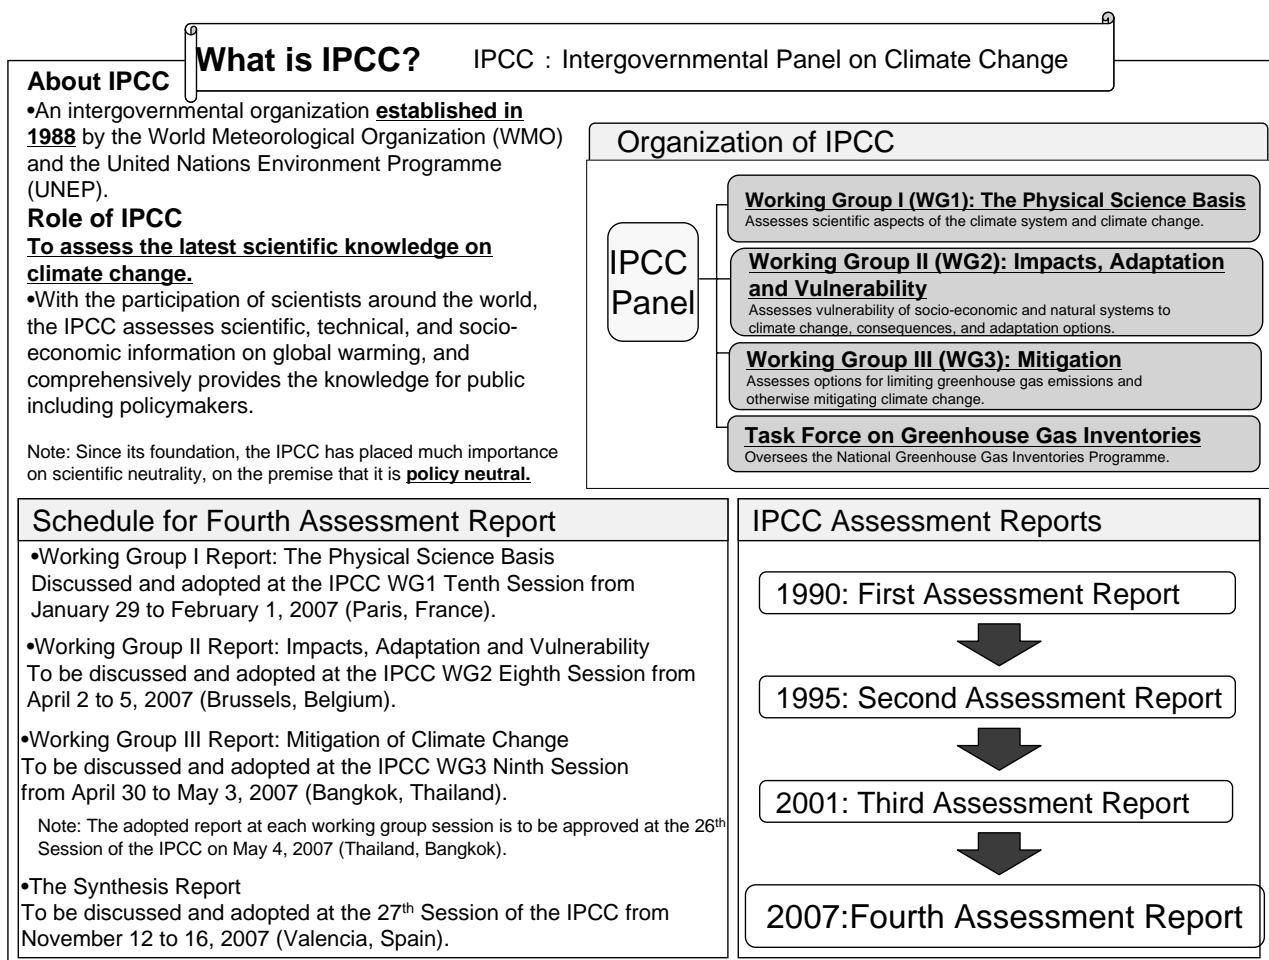 What is IPCC? IPCC：Intergovernmental Panel on Climate Change
About IPCC
•An intergovernmental organization established in
1988 by the World Meteorological Organization (WMO)
and the United Nations Environment Programme
(UNEP).
Role of IPCC
To assess the latest scientific knowledge on
climate change.
•With the participation of scientists around the world,
the IPCC assesses scientific, technical, and socio-
economic information on global warming, and
comprehensively provides the knowledge for public
including policymakers.
Note: Since its foundation, the IPCC has placed much importance
on scientific neutrality, on the premise that it is policy neutral.
Organization of IPCC
IPCC
Panel
Working Group I (WG1): The Physical Science Basis
Assesses scientific aspects of the climate system and climate change.
Working Group II (WG2): Impacts, Adaptation
and Vulnerability
Assesses vulnerability of socio-economic and natural systems to
climate change, consequences, and adaptation options.
Working Group III (WG3): Mitigation
Assesses options for limiting greenhouse gas emissions and
otherwise mitigating climate change.
Task Force on Greenhouse Gas Inventories
Oversees the National Greenhouse Gas Inventories Programme.
Schedule for Fourth Assessment Report
•Working Group I Report: The Physical Science Basis
Discussed and adopted at the IPCC WG1 Tenth Session from
January 29 to February 1, 2007 (Paris, France).
•Working Group II Report: Impacts, Adaptation and Vulnerability
To be discussed and adopted at the IPCC WG2 Eighth Session from
April 2 to 5, 2007 (Brussels, Belgium).
•Working Group III Report: Mitigation of Climate Change
To be discussed and adopted at the IPCC WG3 Ninth Session
from April 30 to May 3, 2007 (Bangkok, Thailand).
Note: The adopted report at each working group session is to be approved at the 26th
Session of the IPCC on May 4, 2007 (Thailand, Bangkok).
•The Synthesis Report
To be discussed and adopted at the 27th Session of the IPCC from
November 12 to 16, 2007 (Valencia, Spain).
IPCC Assessment Reports
1990: First Assessment Report
1995: Second Assessment Report
2001: Third Assessment Report
2007:Fourth Assessment Report